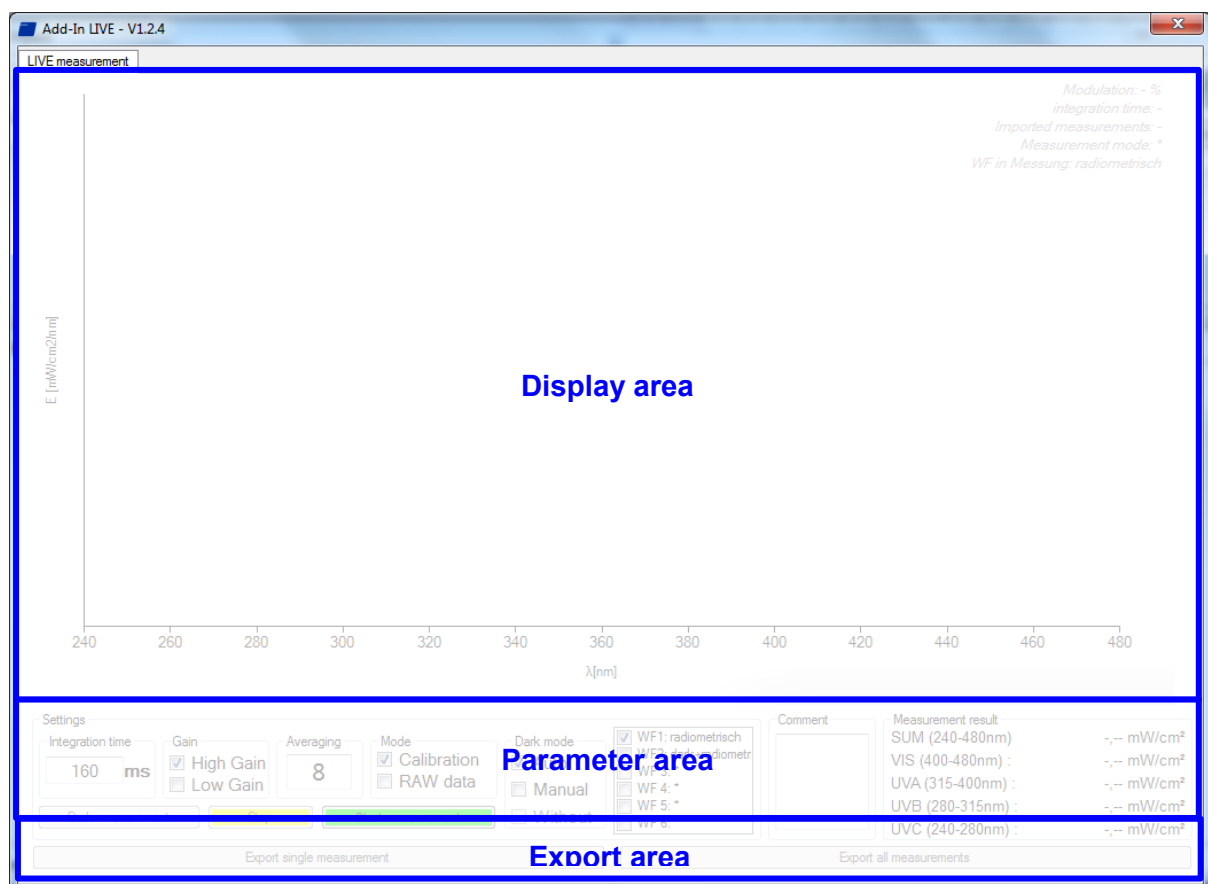 Add-In LIVE - V1.2.4
x
LIVE measurement
Modulation: - %
integration time: -
Imported measurements: -
Measurement mode: *
WF in Messung: radiometrisch
E [mW/cm2/nm]
Display area
240 260 280 300 320 340 360 380 400 420 440 460 480
λ[nm]
Settings
Integration time
160 ms
Gain
High Gain
Low Gain
Averaging
8
Mode
Calibration
RAW data
Dark mode
Manual
Without
WF1: radiometrisch
WF 4: *
WF 5: *
WF 6:
Parameter area
Comment
Measurement result
SUM (240-480nm) -,-- mW/cm²
VIS (400-480nm) : -,-- mW/cm²
UVA (315-400nm) : -,-- mW/cm²
UVB (280-315nm) : -,-- mW/cm²
UVC (240-280nm) : -,-- mW/cm²
Export single measurement
Export area
Export all measurements